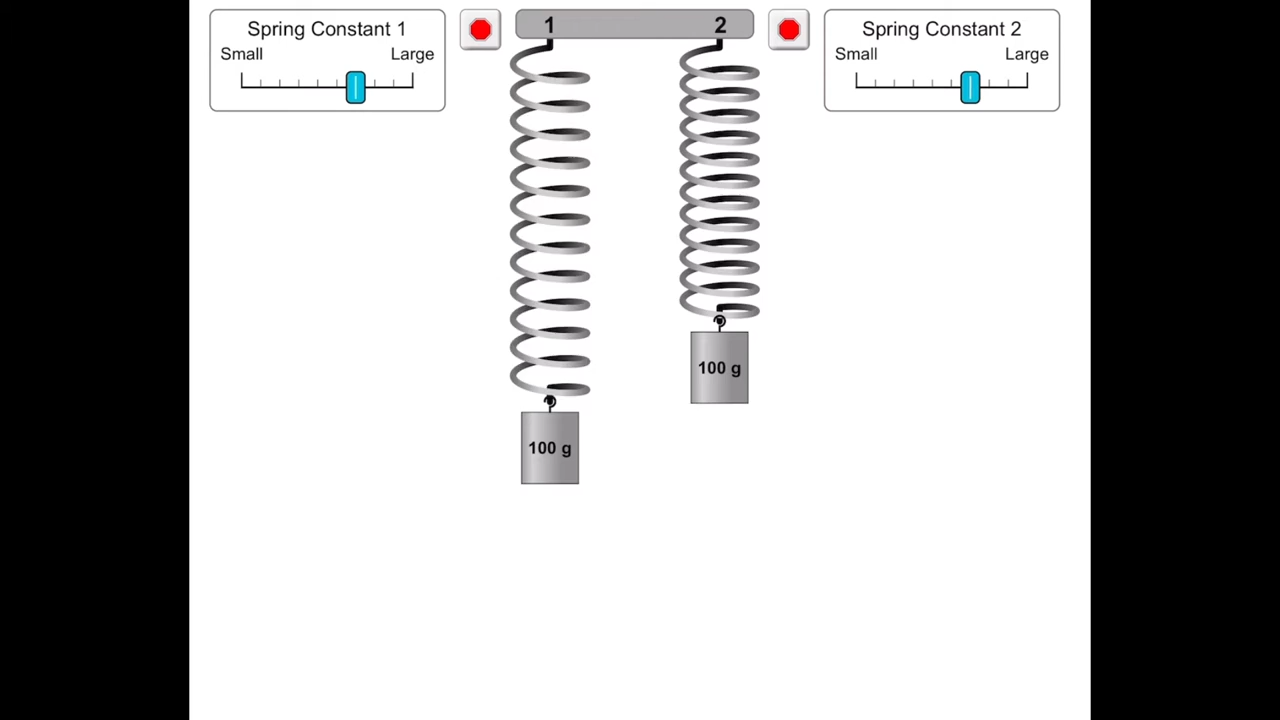 Spring Constant 1
Small Large
1 2
Spring Constant 2
Small Large
100 g
100 g